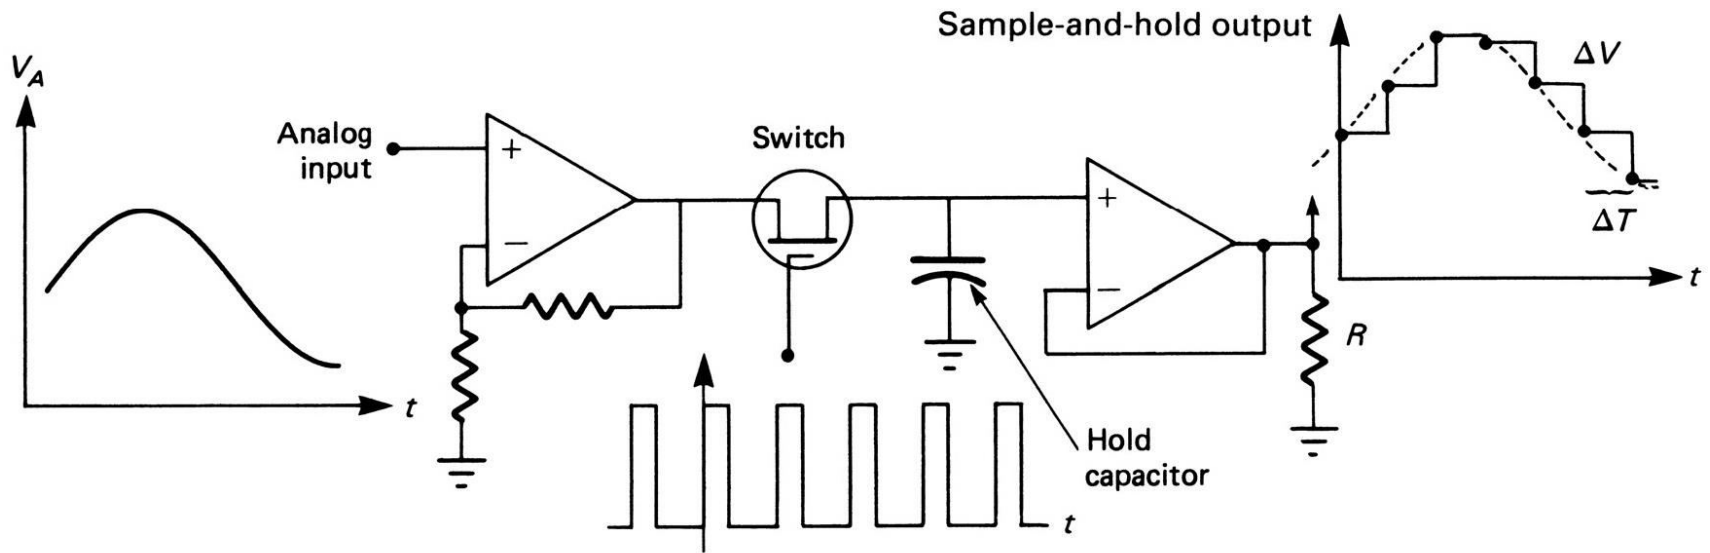 Sample-and-hold output
V_A
Analog
input
+
−
Switch
+
−
ΔV
ΔT
t
R
t
Hold
capacitor
t